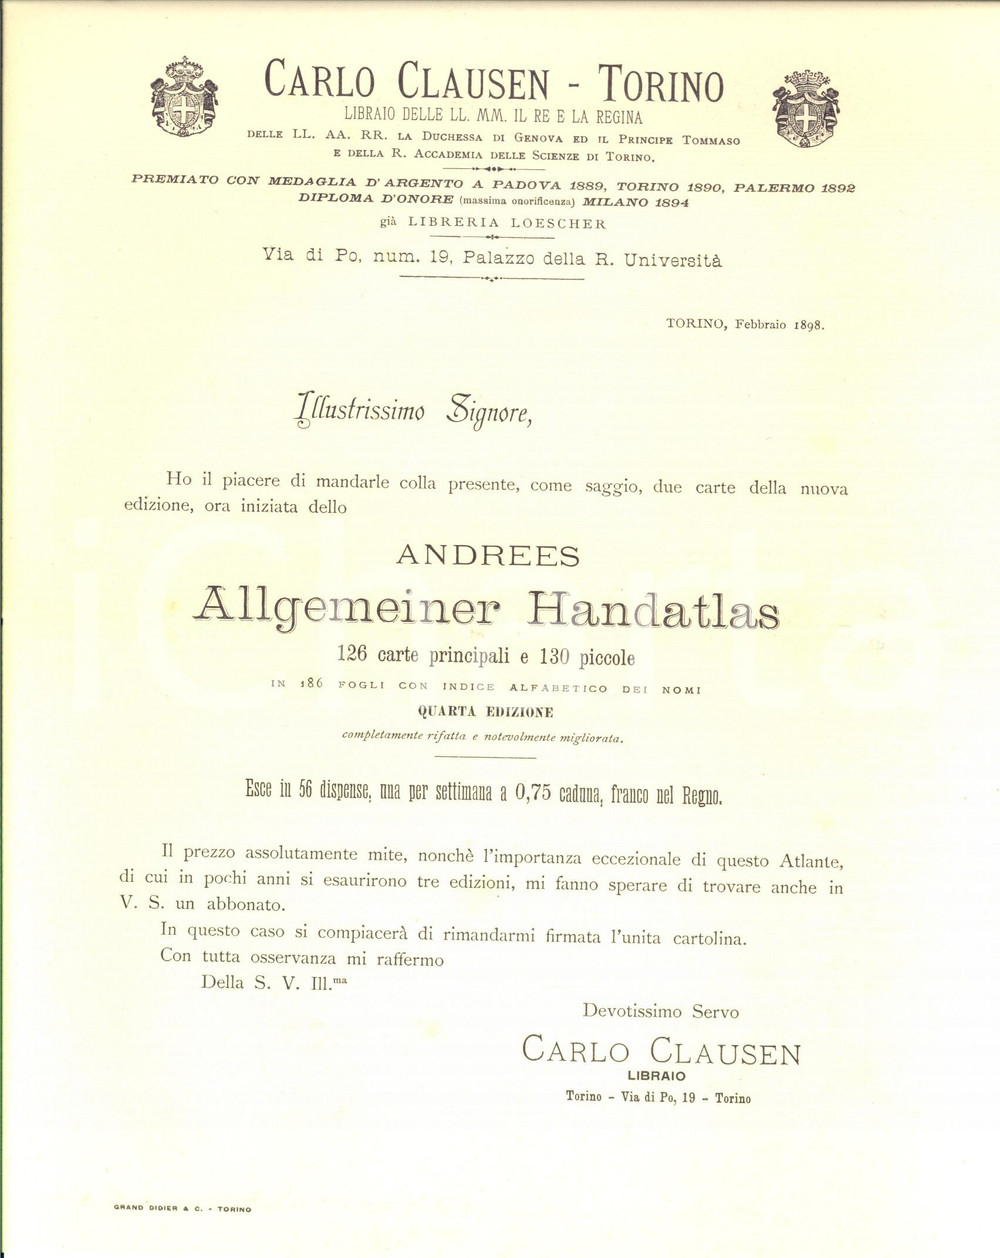 CARLO CLAUSEN - TORINO
LIBRAIO DELLE LL. MM. IL RE E LA REGINA
DELLE LL. AA. RR. LA DUCHESSA DI GENOVA ED IL PRINCIPE TOMMASO
E DELLA R. ACCADEMIA DELLE SCIENZE DI TORINO.
PREMIATO CON MEDAGLIA D'ARGENTO A PADOVA 1889, TORINO 1890, PALERMO 1892
DIPLOMA D'ONORE (massima onorificenza) MILANO 1894
già LIBRERIA LOESCHER
Via di Po, num. 19, Palazzo della R. Università
TORINO, Febbraio 1898.
Illustrissimo Signore,
Ho il piacere di mandarle colla presente, come saggio, due carte della nuova
edizione, ora iniziata dello
ANDREES
Allgemeiner Handatlas
126 carte principali e 130 piccole
IN 186 FOGLI CON INDICE ALFABETICO DEI NOMI
QUARTA EDIZIONE
completamente rifatta e notevolmente migliorata.
Esce in 56 dispense, una per settimana a 0,75 caduna, franco nel Regno.
Il prezzo assolutamente mite, nonchè l'importanza eccezionale di questo Atlante,
di cui in pochi anni si esaurirono tre edizioni, mi fanno sperare di trovare anche in
V. S. un abbonato.
In questo caso si compiacerà di rimandarmi firmata l'unita cartolina.
Con tutta osservanza mi raffermo
Della S. V. Ill.ma
Devotissimo Servo
CARLO CLAUSEN
LIBRAIO
Torino - Via di Po, 19 - Torino
GRAND DIDIER & C. - TORINO